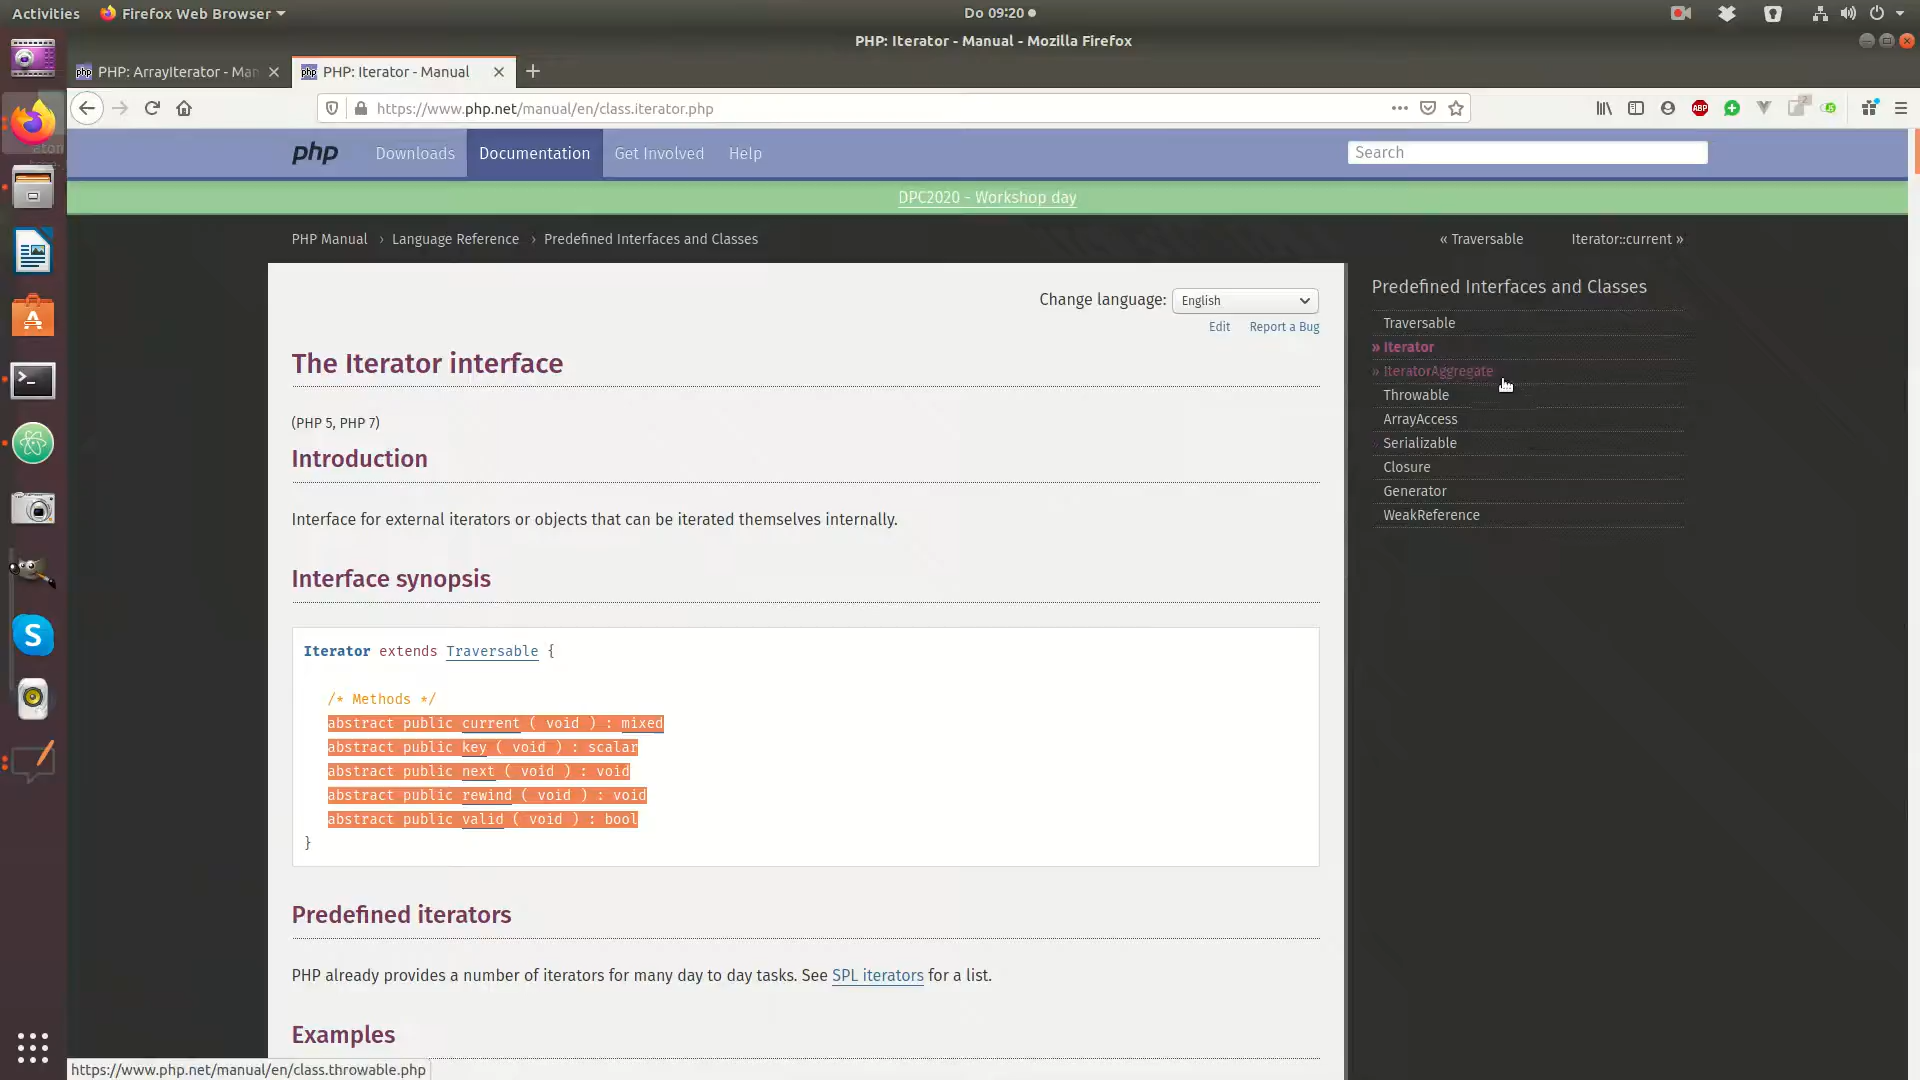 Activities Firefox Web Browser Do 09:20
PHP: Iterator - Manual - Mozilla Firefox
php PHP: ArrayIterator - Man php PHP: Iterator - Manual
https://www.php.net/manual/en/class.iterator.php
php Downloads Documentation Get Involved Help Search
DPC2020 - Workshop day
PHP Manual › Language Reference › Predefined Interfaces and Classes « Traversable Iterator::current »
Change language: English
Edit Report a Bug
The Iterator interface
(PHP 5, PHP 7)
Introduction
Interface for external iterators or objects that can be iterated themselves internally.
Interface synopsis
Iterator extends Traversable {
/* Methods */
abstract public current ( void ) : mixed
abstract public key ( void ) : scalar
abstract public next ( void ) : void
abstract public rewind ( void ) : void
abstract public valid ( void ) : bool
}
Predefined iterators
PHP already provides a number of iterators for many day to day tasks. See SPL iterators for a list.
Examples
Predefined Interfaces and Classes
Traversable
» Iterator
» IteratorAggregate
Throwable
ArrayAccess
Serializable
Closure
Generator
WeakReference
https://www.php.net/manual/en/class.throwable.php